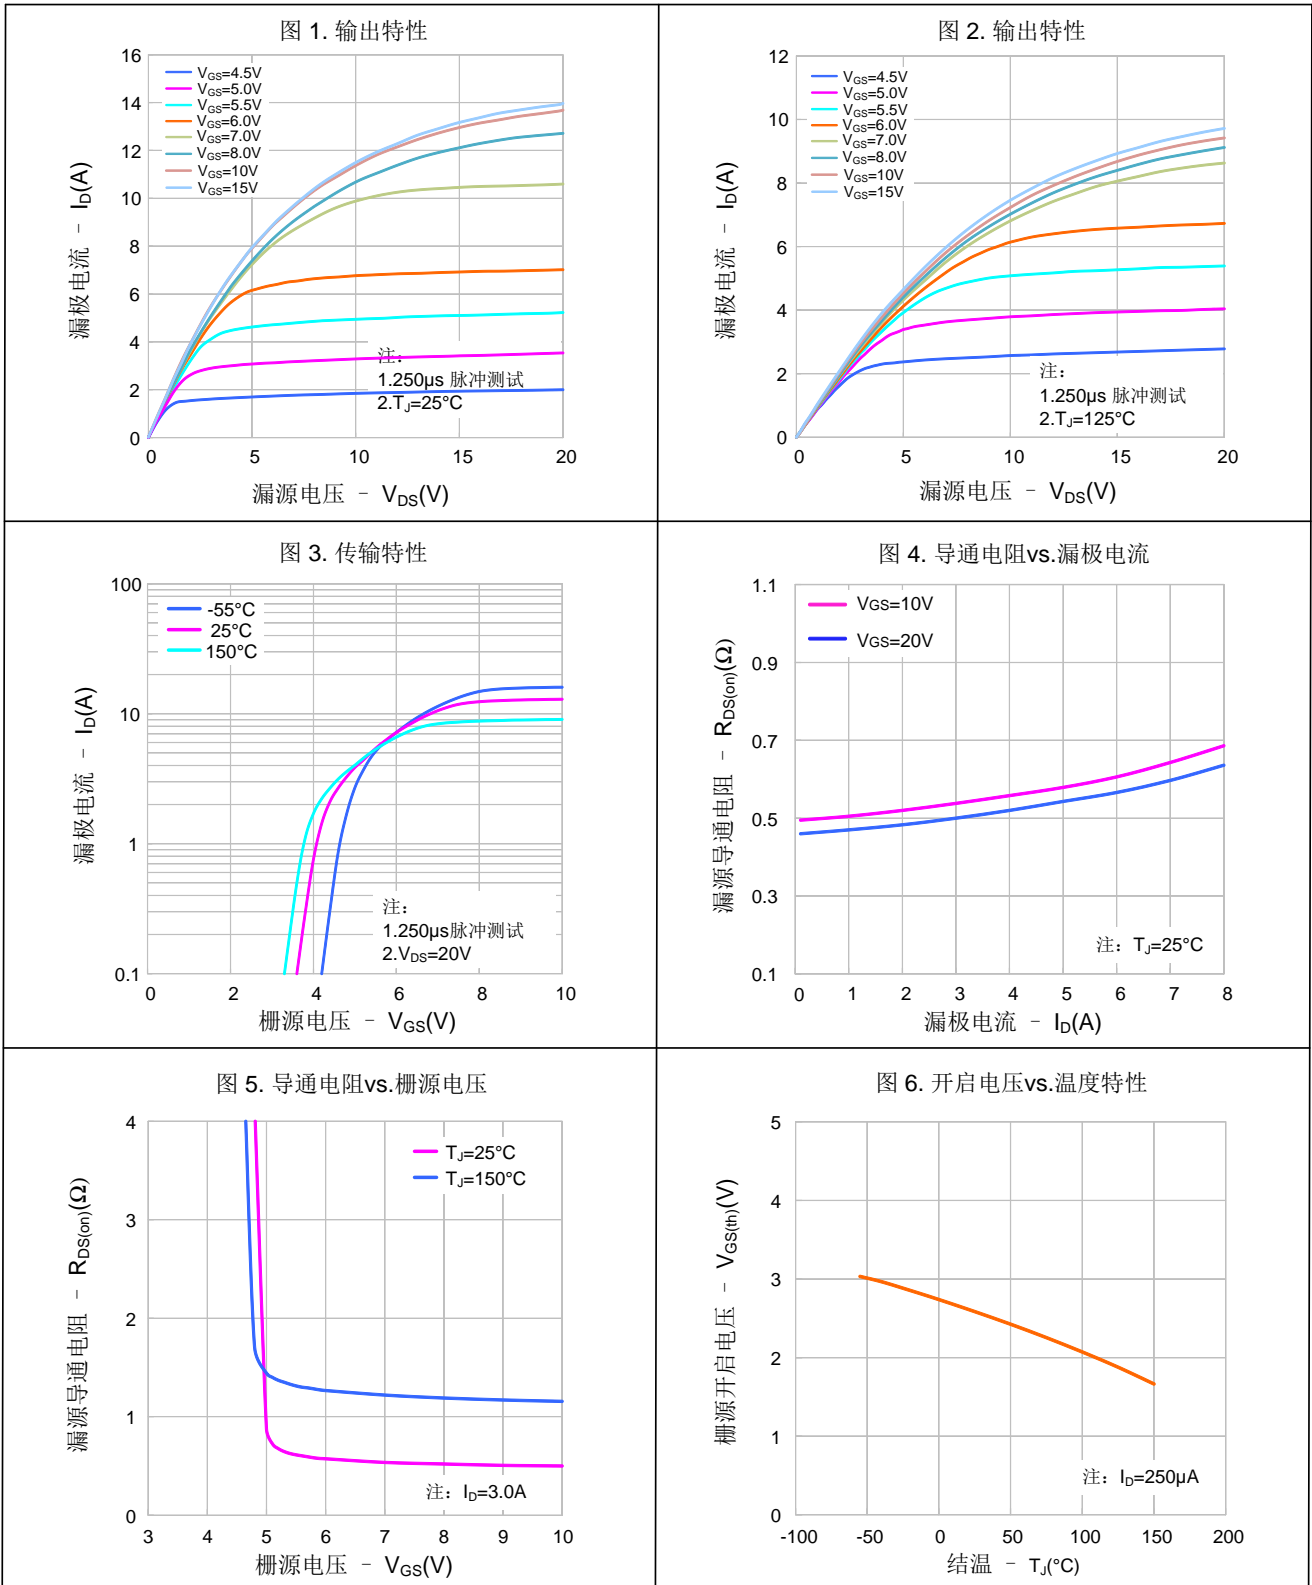 图 1. 输出特性
漏极电流 － ID(A)
16
14
12
10
8
6
4
2
0
VGS=4.5V
VGS=5.0V
VGS=5.5V
VGS=6.0V
VGS=7.0V
VGS=8.0V
VGS=10V
VGS=15V
注：
1.250μs 脉冲测试
2.TJ=25°C
0 5 10 15 20
漏源电压 － VDS(V)
图 2. 输出特性
漏极电流 － ID(A)
12
10
8
6
4
2
0
VGS=4.5V
VGS=5.0V
VGS=5.5V
VGS=6.0V
VGS=7.0V
VGS=8.0V
VGS=10V
VGS=15V
注：
1.250μs 脉冲测试
2.TJ=125°C
0 5 10 15 20
漏源电压 － VDS(V)
图 3. 传输特性
漏极电流 － ID(A)
100
10
1
0.1
-55°C
25°C
150°C
注：
1.250μs脉冲测试
2.VDS=20V
0 2 4 6 8 10
栅源电压 － VGS(V)
图 4. 导通电阻vs.漏极电流
漏源导通电阻 － RDS(on)(Ω)
1.1
0.9
0.7
0.5
0.3
0.1
VGS=10V
VGS=20V
注：TJ=25°C
0 1 2 3 4 5 6 7 8
漏极电流 － ID(A)
图 5. 导通电阻vs.栅源电压
漏源导通电阻 － RDS(on)(Ω)
4
3
2
1
0
TJ=25°C
TJ=150°C
注：ID=3.0A
3 4 5 6 7 8 9 10
栅源电压 － VGS(V)
图 6. 开启电压vs.温度特性
栅源开启电压 － VGS(th)(V)
5
4
3
2
1
0
注：ID=250μA
-100 -50 0 50 100 150 200
结温 － TJ(°C)